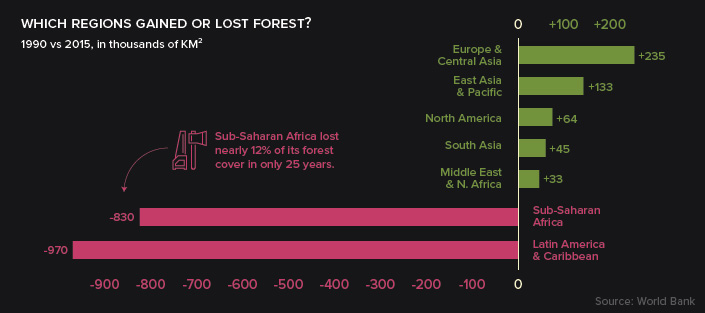 WHICH REGIONS GAINED OR LOST FOREST?
1990 vs 2015, in thousands of KM²
0 +100 +200
Europe &
Central Asia
+235
East Asia
& Pacific
+133
North America
+64
South Asia
+45
Middle East
& N. Africa
+33
Sub-Saharan Africa lost
nearly 12% of its forest
cover in only 25 years.
-830
Sub-Saharan
Africa
-970
Latin America
& Caribbean
-900 -800 -700 -600 -500 -400 -300 -200 -100 0
Source: World Bank